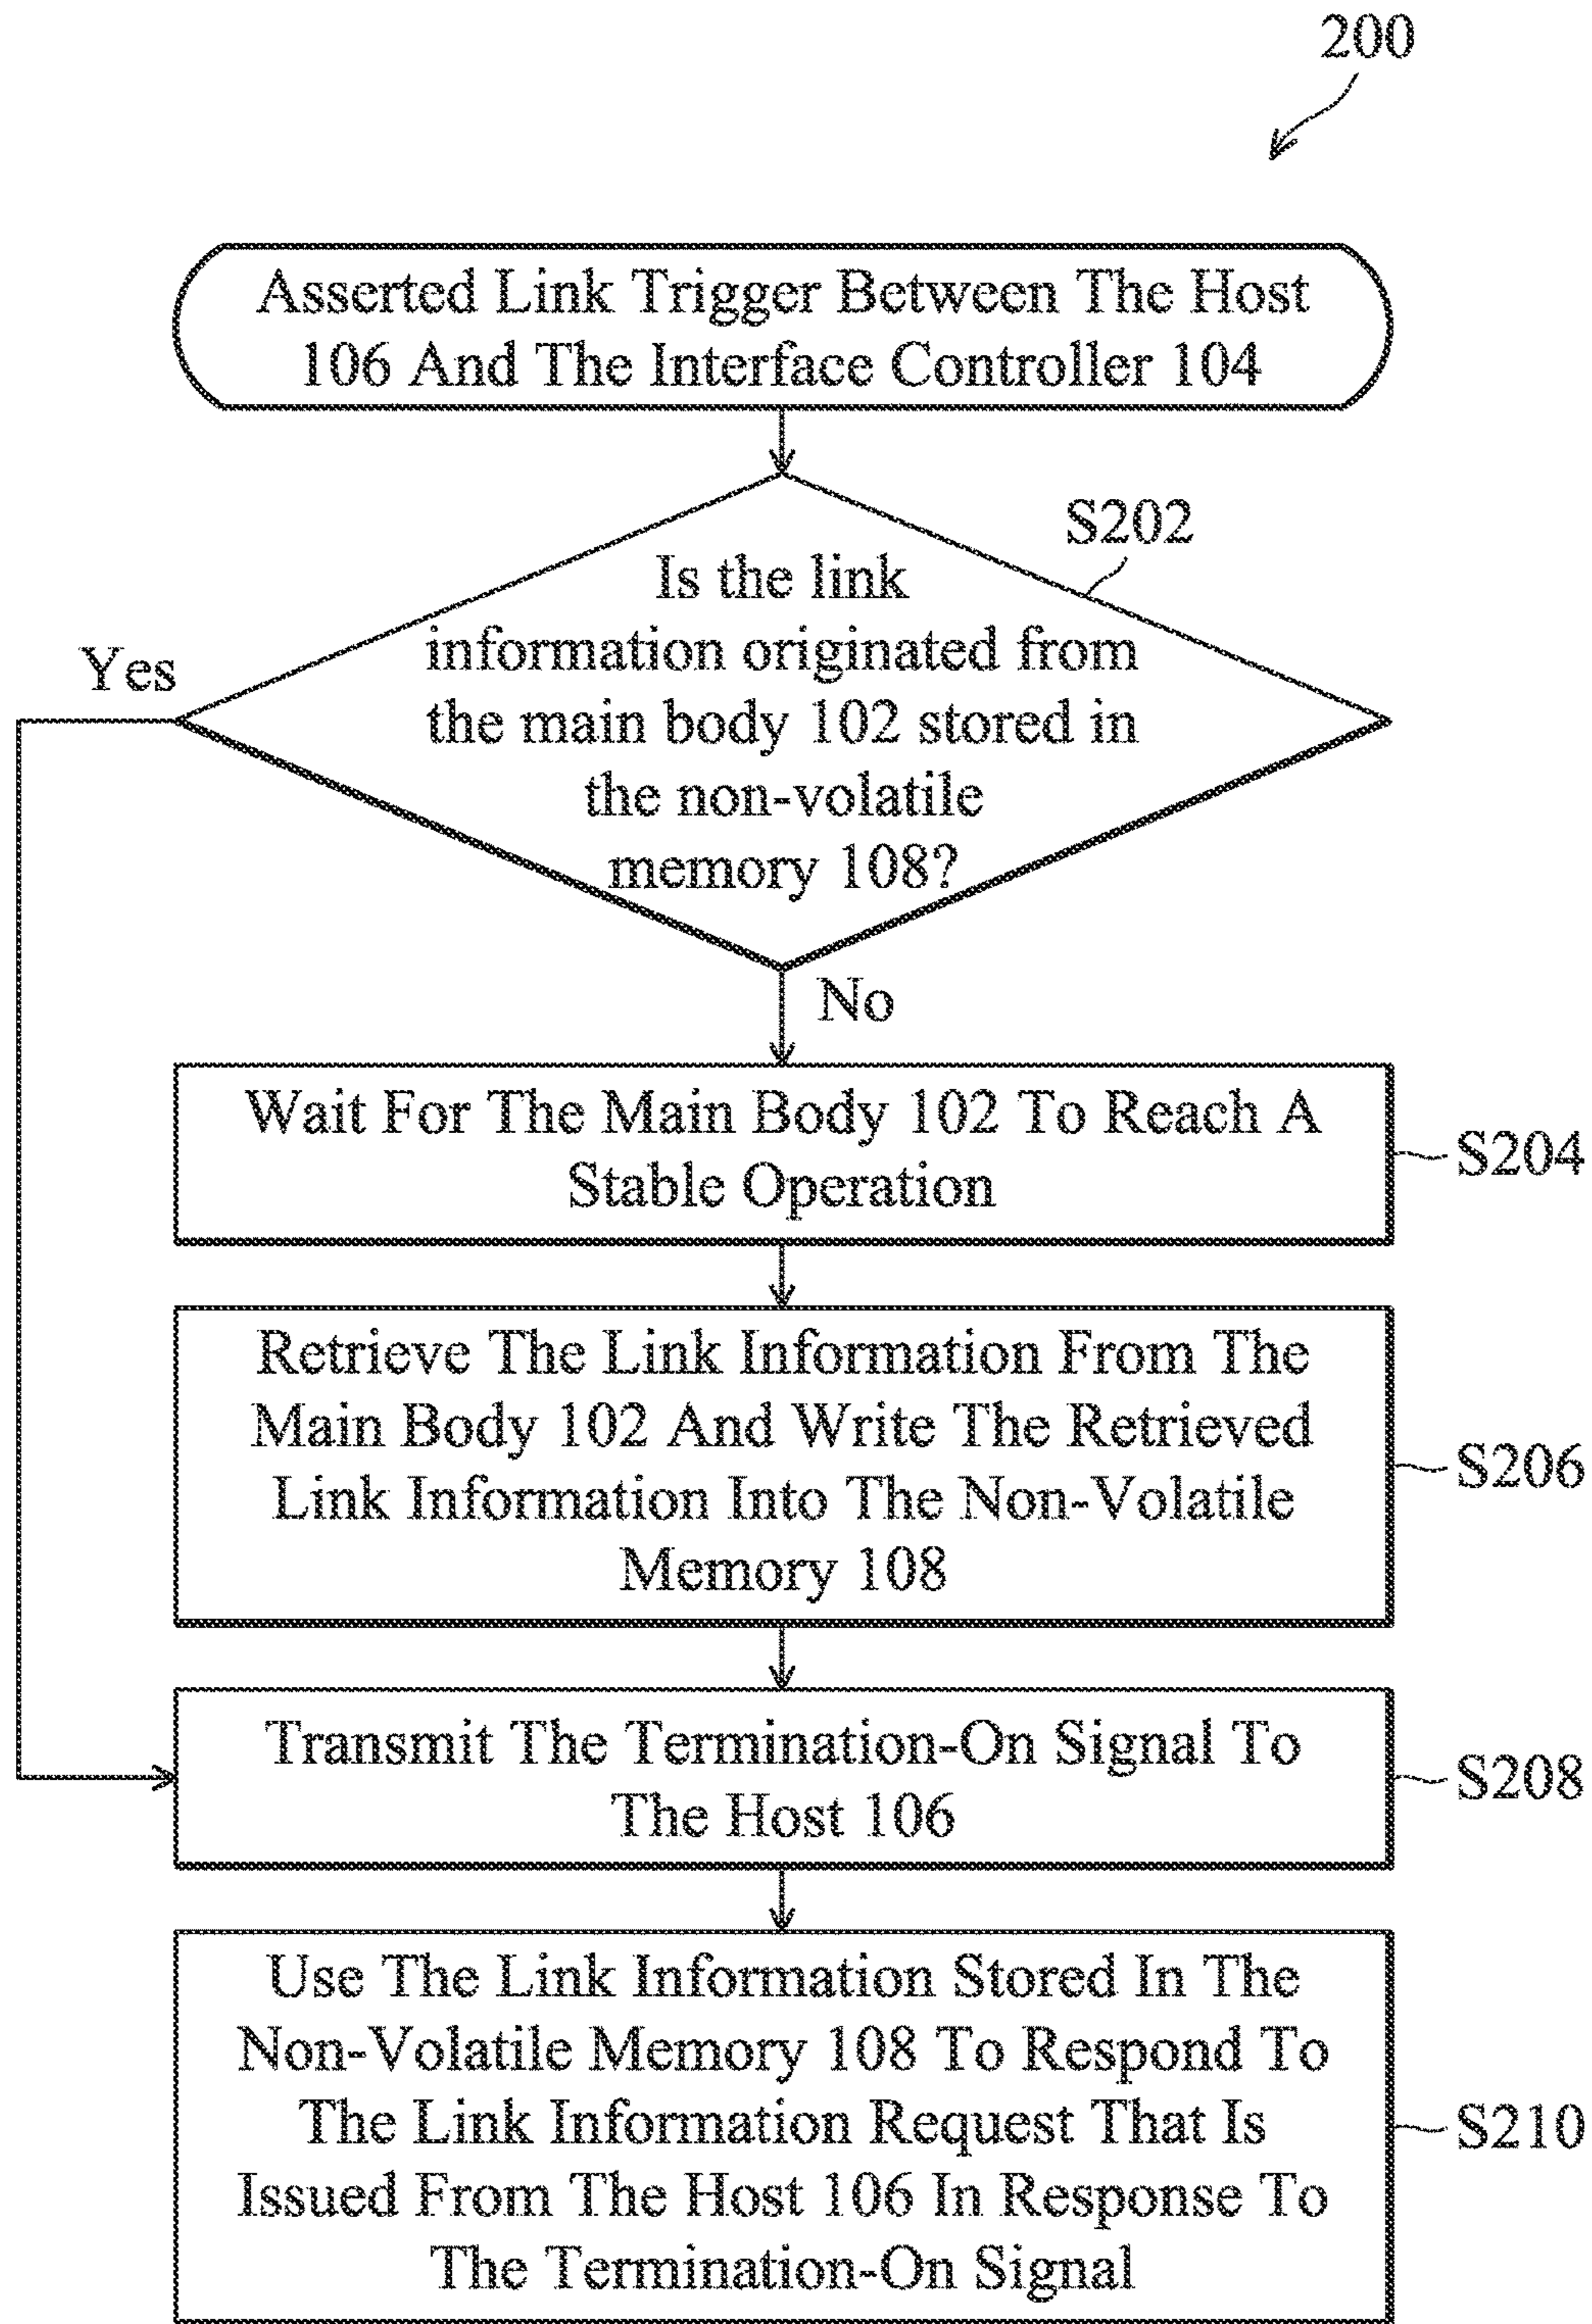 200
Asserted Link Trigger Between The Host
106 And The Interface Controller 104
S202
Is the link
information originated from
the main body 102 stored in
the non-volatile
memory 108?
Yes
No
Wait For The Main Body 102 To Reach A
Stable Operation
S204
Retrieve The Link Information From The
Main Body 102 And Write The Retrieved
Link Information Into The Non-Volatile
Memory 108
S206
Transmit The Termination-On Signal To
The Host 106
S208
Use The Link Information Stored In The
Non-Volatile Memory 108 To Respond To
The Link Information Request That Is
Issued From The Host 106 In Response To
The Termination-On Signal
S210